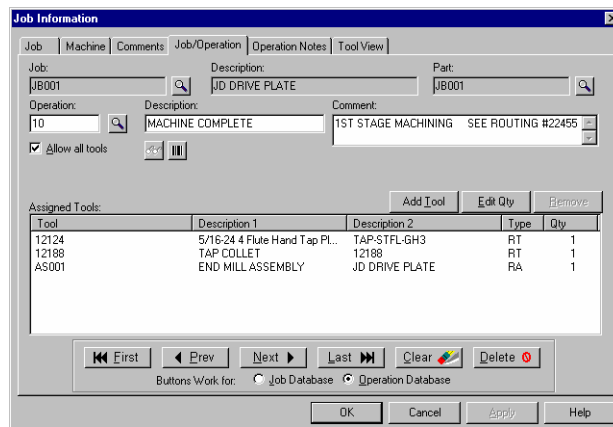 Job Information
Job Machine Comments Job/Operation Operation Notes Tool View
Job: Description: Part:
JB001 JD DRIVE PLATE JB001
Operation: Description: Comment:
10 MACHINE COMPLETE 1ST STAGE MACHINING SEE ROUTING #22455
Allow all tools
Add Tool Edit Qty Remove
Assigned Tools:
Tool Description 1 Description 2 Type Qty
12124 5/16-24 4 Flute Hand Tap Pl... TAP-STFL-GH3 RT 1
12188 TAP COLLET 12188 RT 1
AS001 END MILL ASSEMBLY JD DRIVE PLATE RA 1
First Prev Next Last Clear Delete
Buttons Work for: Job Database Operation Database
OK Cancel Apply Help